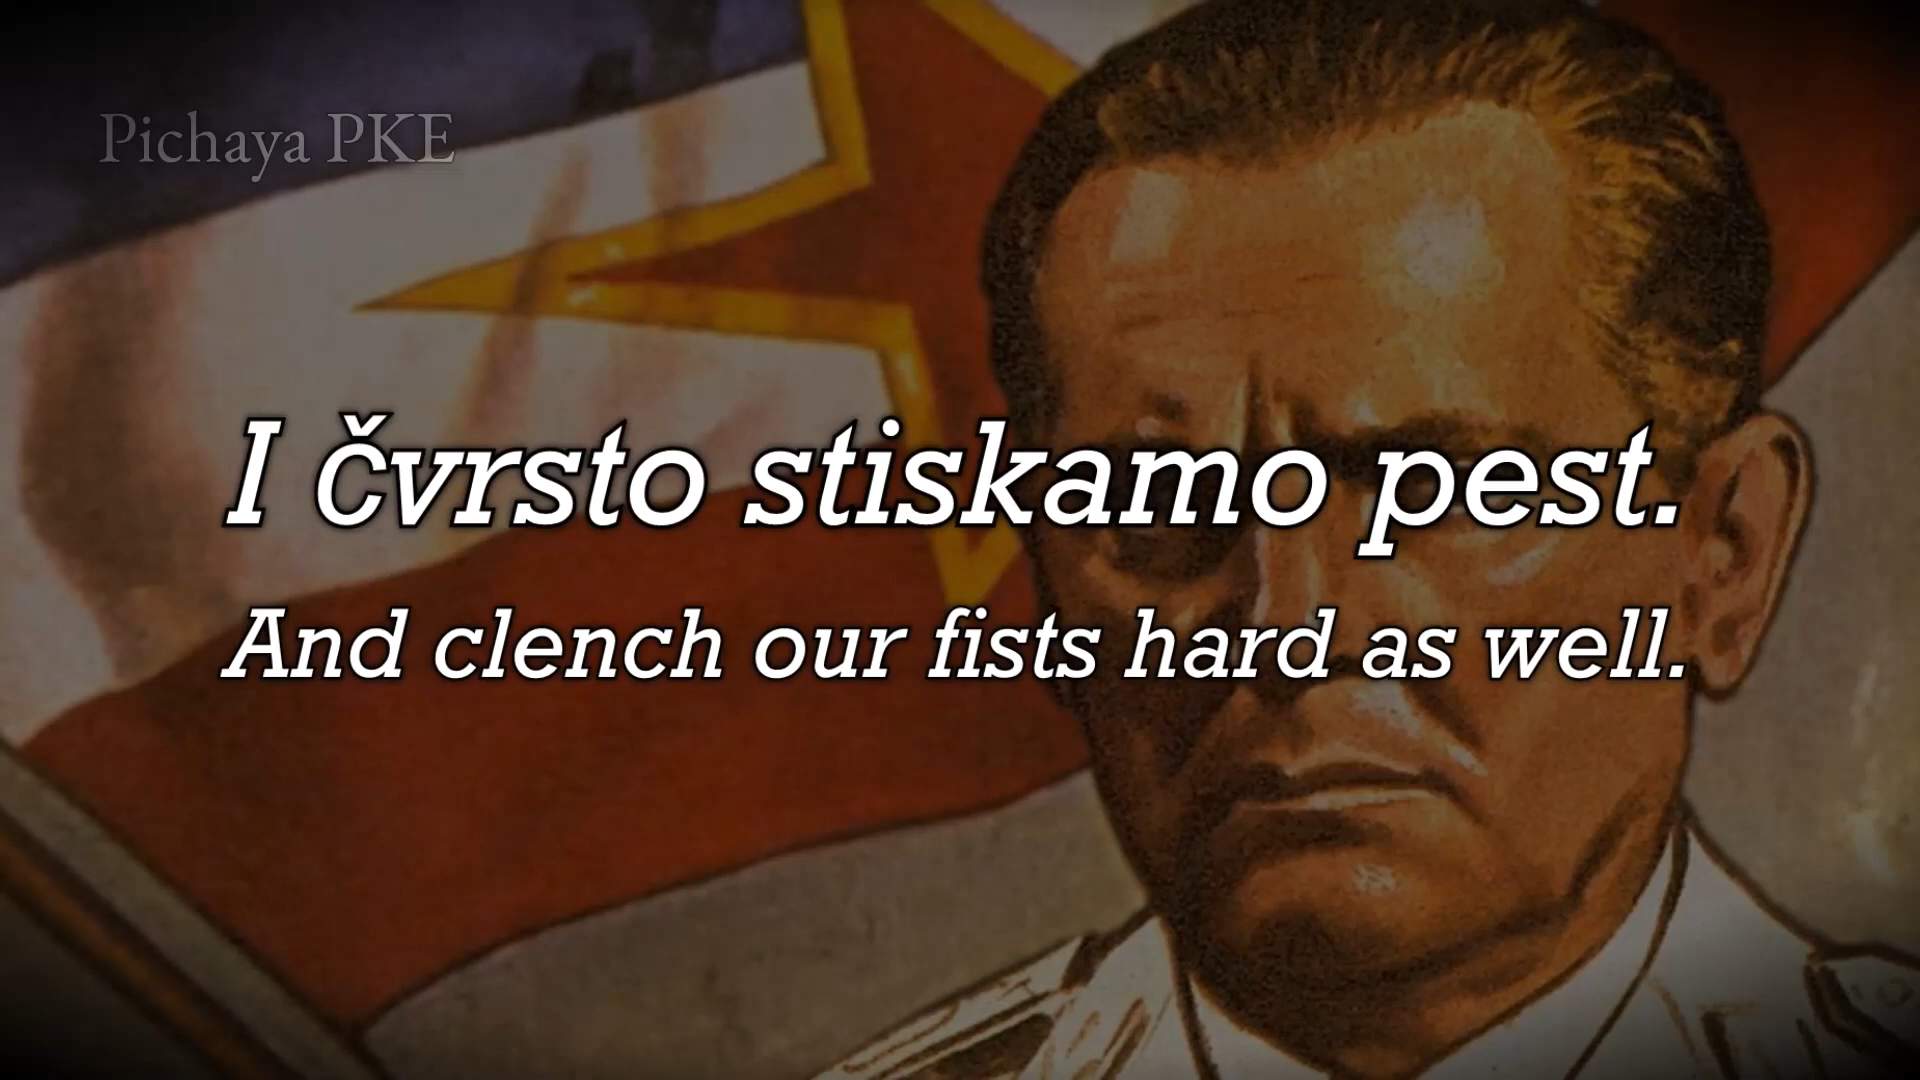 Pichaya PKE
I čvrsto stiskamo pest.
And clench our fists hard as well.